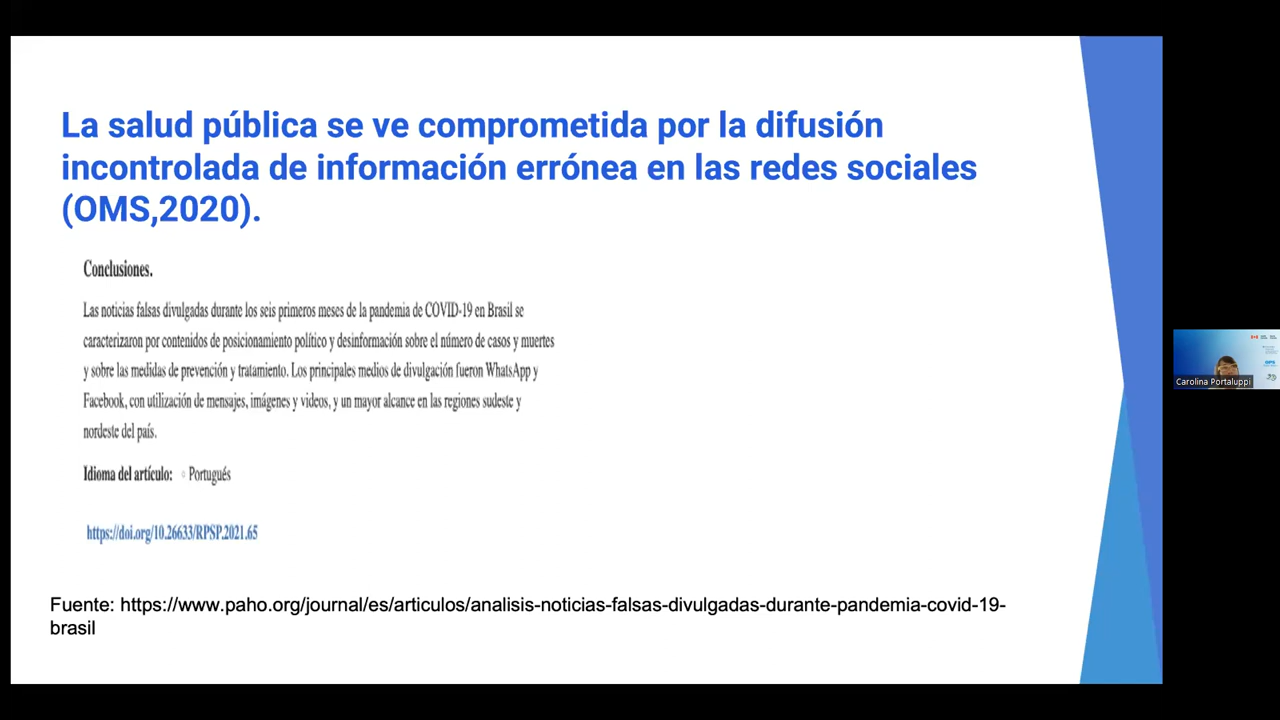 La salud pública se ve comprometida por la difusión
incontrolada de información errónea en las redes sociales
(OMS,2020).
Conclusiones.
Las noticias falsas divulgadas durante los seis primeros meses de la pandemia de COVID-19 en Brasil se
caracterizaron por contenidos de posicionamiento político y desinformación sobre el número de casos y muertes
y sobre las medidas de prevención y tratamiento. Los principales medios de divulgación fueron WhatsApp y
Facebook, con utilización de mensajes, imágenes y videos, y un mayor alcance en las regiones sudeste y
nordeste del país.
Idioma del artículo: ◦ Portugués
https://doi.org/10.26633/RPSP.2021.65
Fuente: https://www.paho.org/journal/es/articulos/analisis-noticias-falsas-divulgadas-durante-pandemia-covid-19-
brasil
Carolina Portaluppi